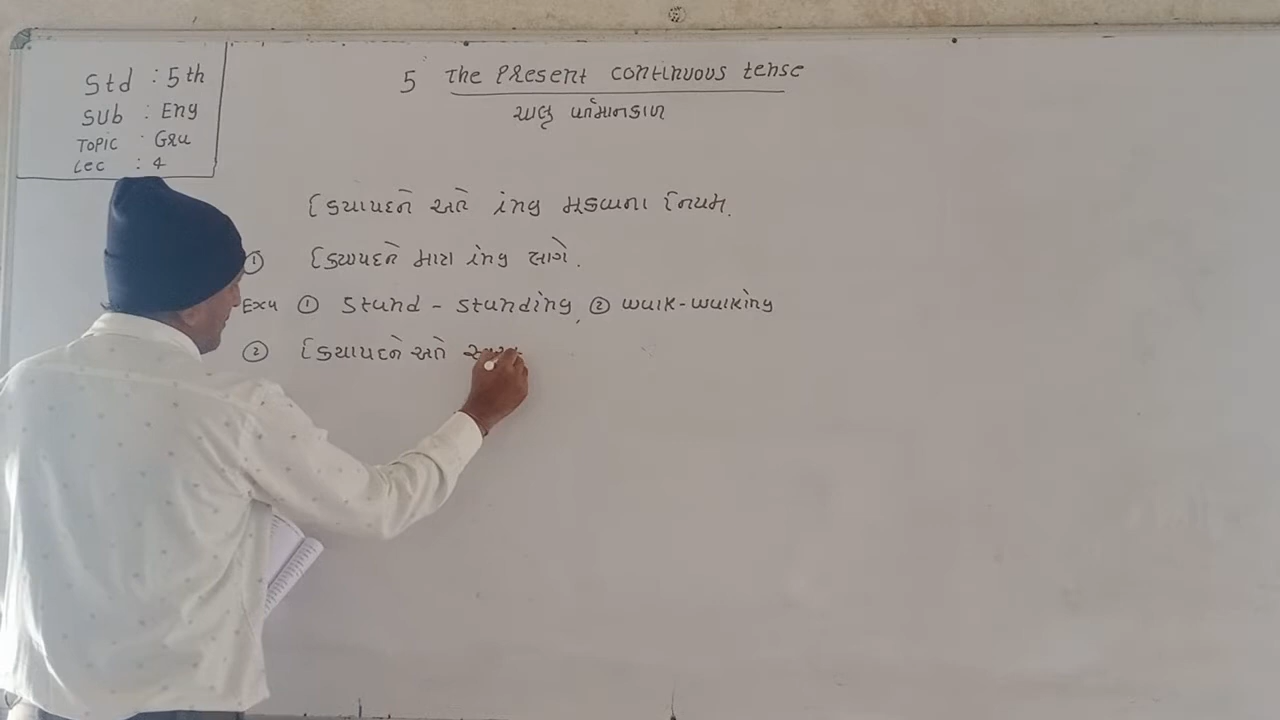 Std : 5th
Sub : Eng
Topic : Gra
Lec : 4
5 The Present continuous tense
ચાલુ વર્તમાનકાળ
ક્રિયાપદને અંતે ing મૂકવાના નિયમ.
① ક્રિયાપદને માત્ર ing લાગે.
Exa ① Stand - standing, ② walk-walking
② ક્રિયાપદને અંતે